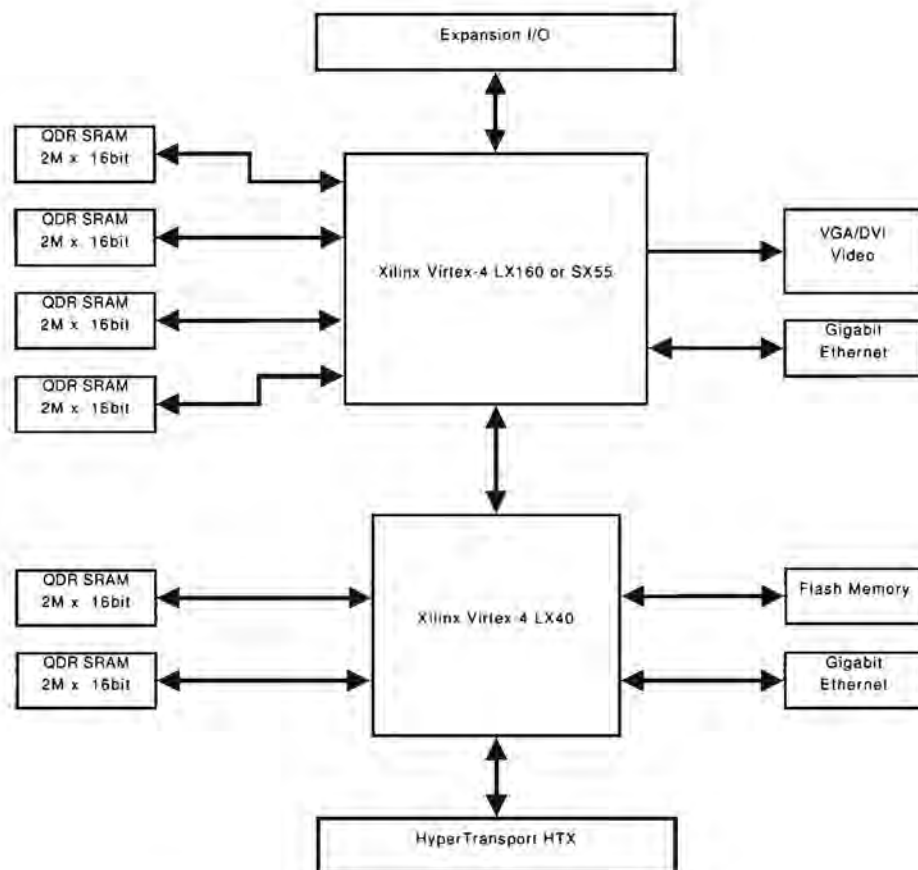 Expansion I/O
QDR SRAM
2M x 16bit
QDR SRAM
2M x 16bit
QDR SRAM
2M x 16bit
QDR SRAM
2M x 16bit
Xilinx Virtex-4 LX160 or SX55
VGA/DVI
Video
Gigabit
Ethernet
QDR SRAM
2M x 16bit
QDR SRAM
2M x 16bit
Xilinx Virtex-4 LX40
Flash Memory
Gigabit
Ethernet
HyperTransport HTX